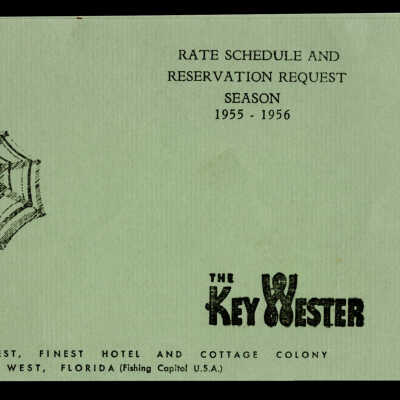 RATE SCHEDULE AND
RESERVATION REQUEST
SEASON
1955 - 1956
THE
KEY WESTER
EST, FINEST HOTEL AND COTTAGE COLONY
WEST, FLORIDA (Fishing Capitol U.S.A.)